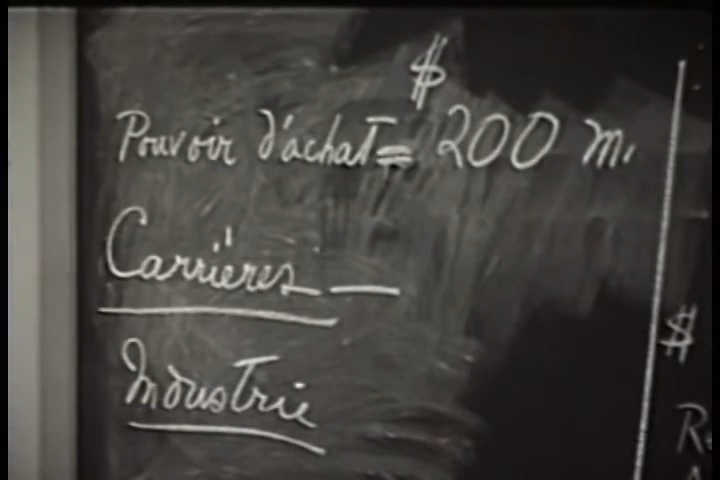 $
Pouvoir d'achat = 200 m.
Carrières —
Industrie
$
R